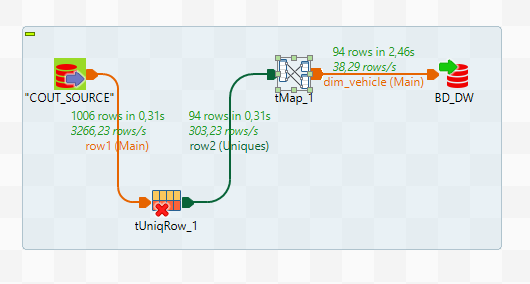 94 rows in 2,46s
38,29 rows/s
dim_vehicle (Main)
"COUT_SOURCE"
tMap_1
BD_DW
1006 rows in 0,31s
3266,23 rows/s
row1 (Main)
94 rows in 0,31s
303,23 rows/s
row2 (Uniques)
tUniqRow_1